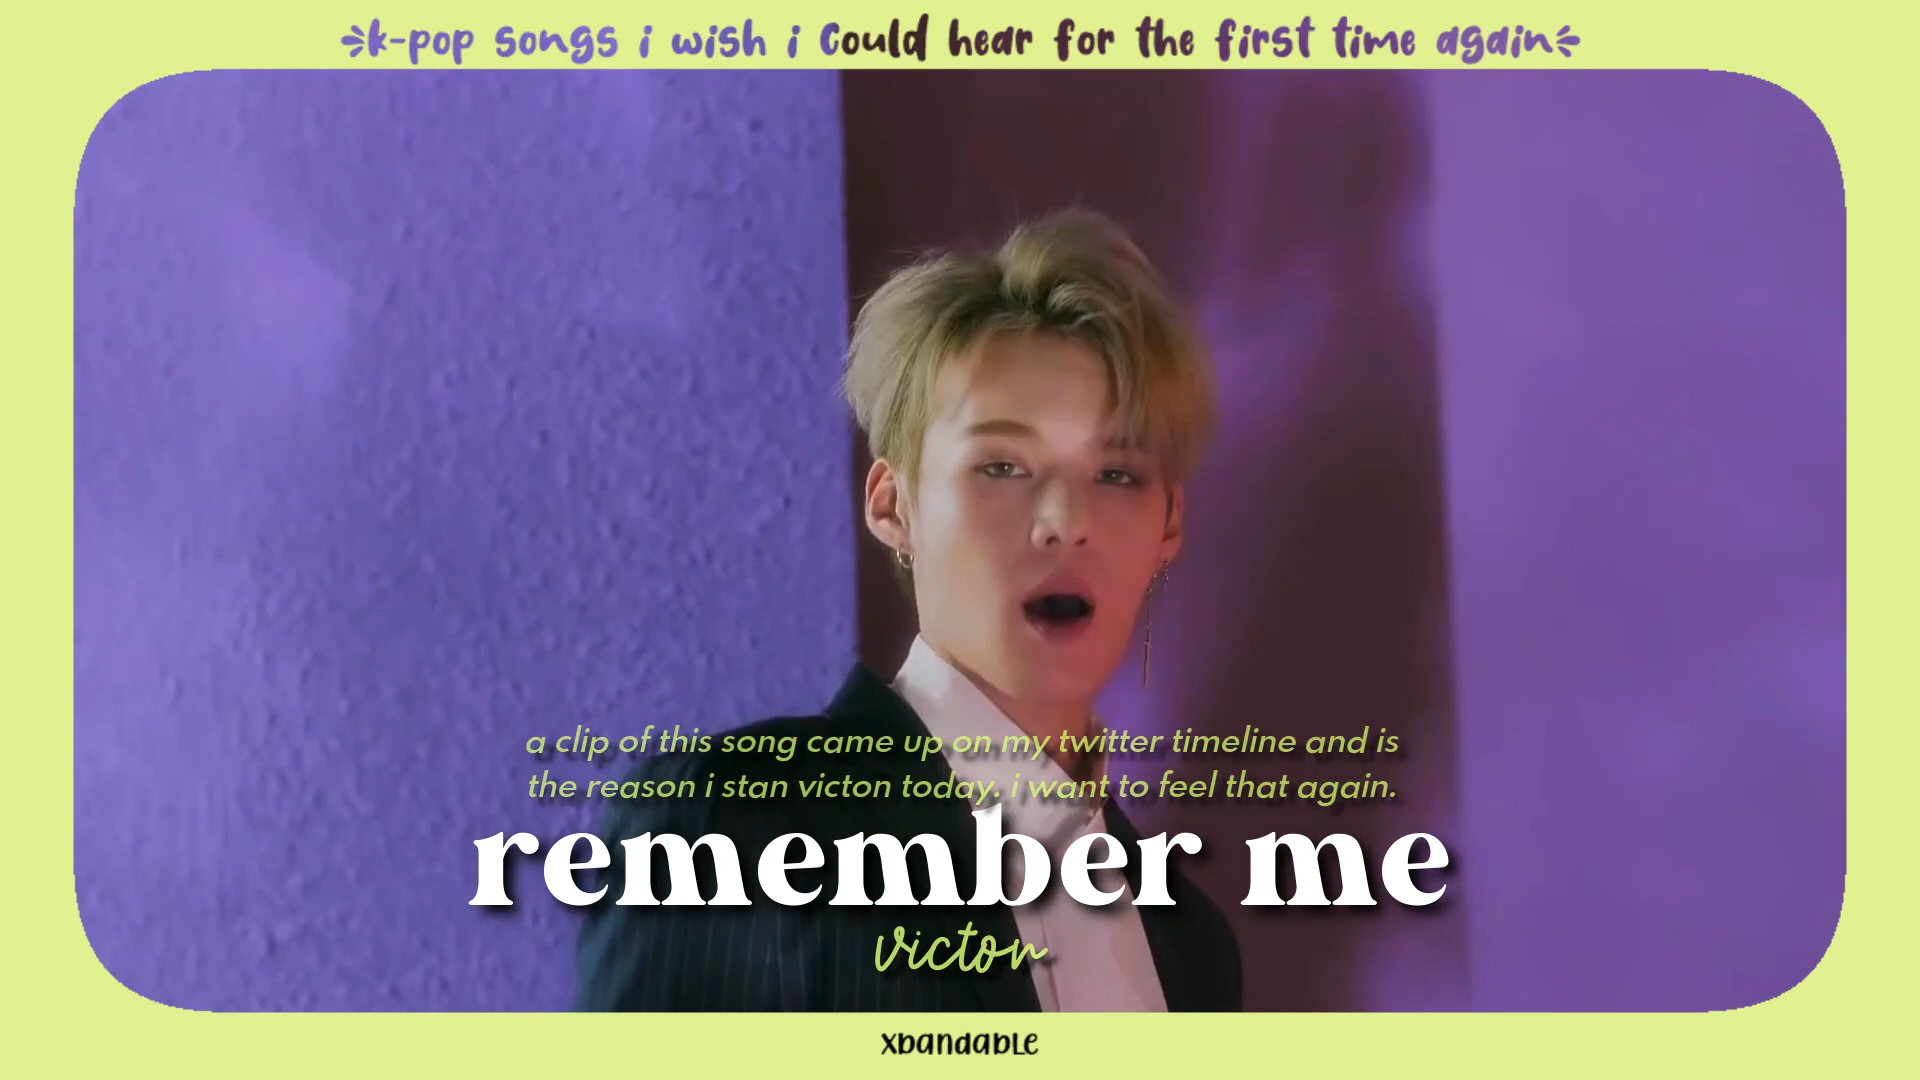 k-pop songs i wish i could hear for the first time again
a clip of this song came up on my twitter timeline and is
the reason i stan victon today. i want to feel that again.
remember me
victon
xbandable